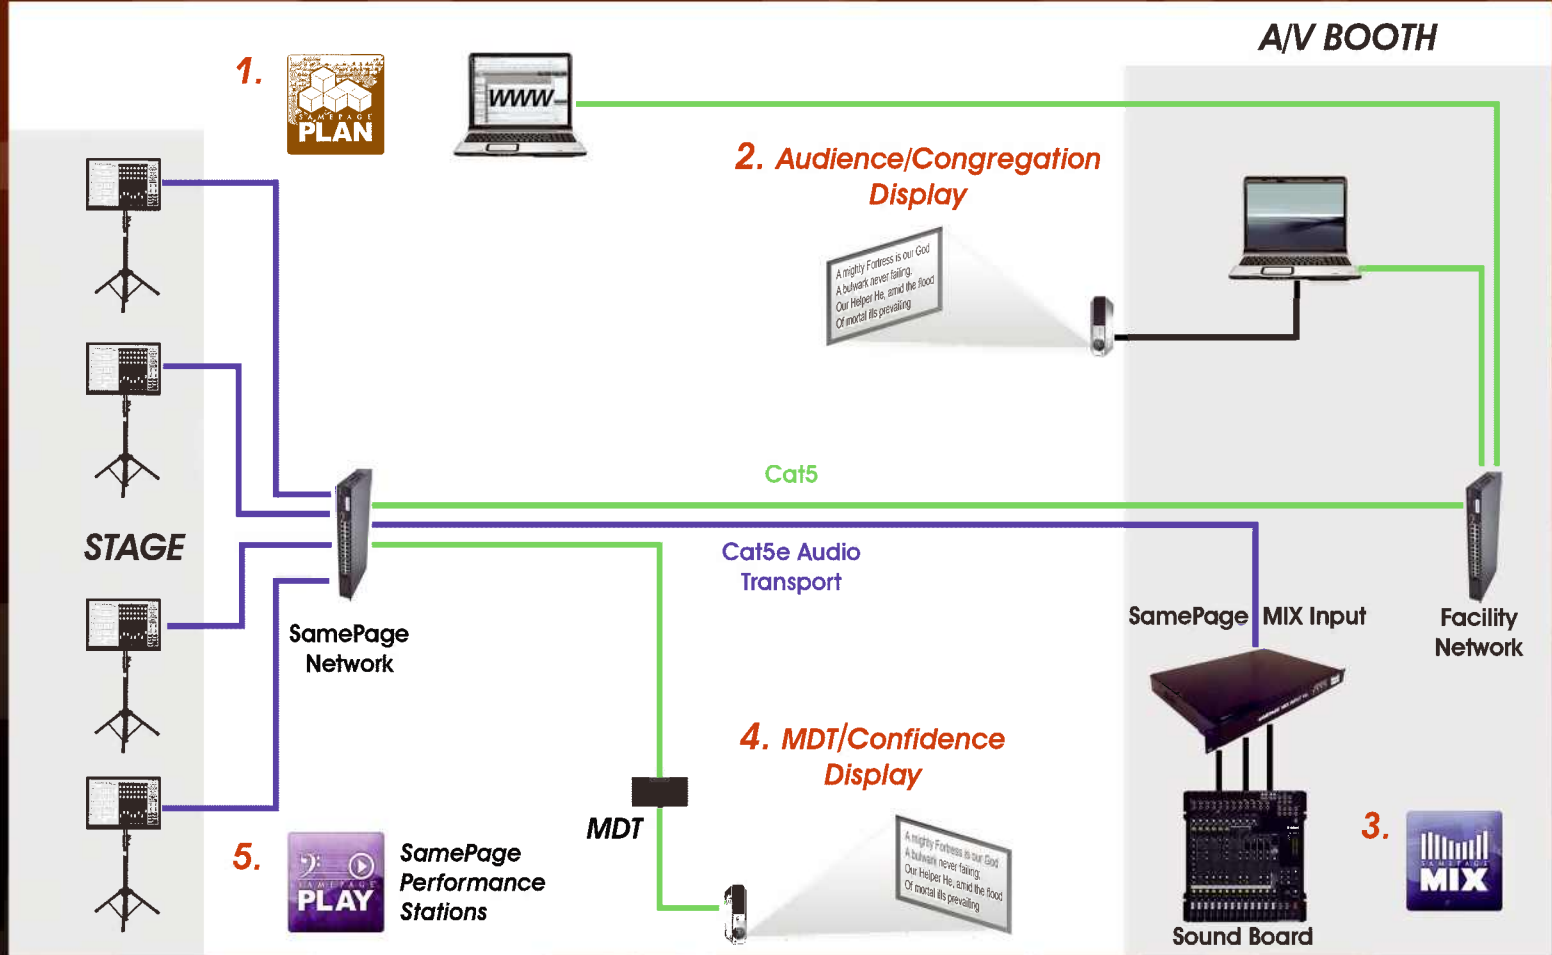 A/V BOOTH
1.
SAMEPAGE
PLAN
WWW
2. Audience/Congregation
Display
A mighty Fortress is our God
A bulwark never failing;
Our Helper He, amid the flood
Of mortal ills prevailing
STAGE
Cat5
Cat5e Audio
Transport
SamePage
Network
SamePage MIX Input
Facility
Network
4. MDT/Confidence
Display
MDT
A mighty Fortress is our God
A bulwark never failing;
Our Helper He, amid the flood
Of mortal ills prevailing
3.
SAMEPAGE
MIX
Sound Board
5.
SAMEPAGE
PLAY
SamePage
Performance
Stations